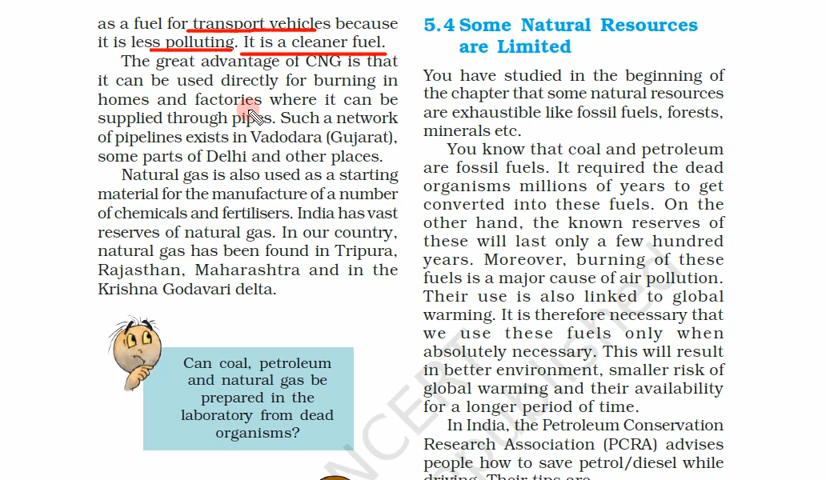 as a fuel for transport vehicles because
it is less polluting. It is a cleaner fuel.
The great advantage of CNG is that
it can be used directly for burning in
homes and factories where it can be
supplied through pipes. Such a network
of pipelines exists in Vadodara (Gujarat),
some parts of Delhi and other places.
Natural gas is also used as a starting
material for the manufacture of a number
of chemicals and fertilisers. India has vast
reserves of natural gas. In our country,
natural gas has been found in Tripura,
Rajasthan, Maharashtra and in the
Krishna Godavari delta.
Can coal, petroleum
and natural gas be
prepared in the
laboratory from dead
organisms?
5.4 Some Natural Resources
are Limited
You have studied in the beginning of
the chapter that some natural resources
are exhaustible like fossil fuels, forests,
minerals etc.
You know that coal and petroleum
are fossil fuels. It required the dead
organisms millions of years to get
converted into these fuels. On the
other hand, the known reserves of
these will last only a few hundred
years. Moreover, burning of these
fuels is a major cause of air pollution.
Their use is also linked to global
warming. It is therefore necessary that
we use these fuels only when
absolutely necessary. This will result
in better environment, smaller risk of
global warming and their availability
for a longer period of time.
In India, the Petroleum Conservation
Research Association (PCRA) advises
people how to save petrol/diesel while
driving. Their tips are
NCERT
republished